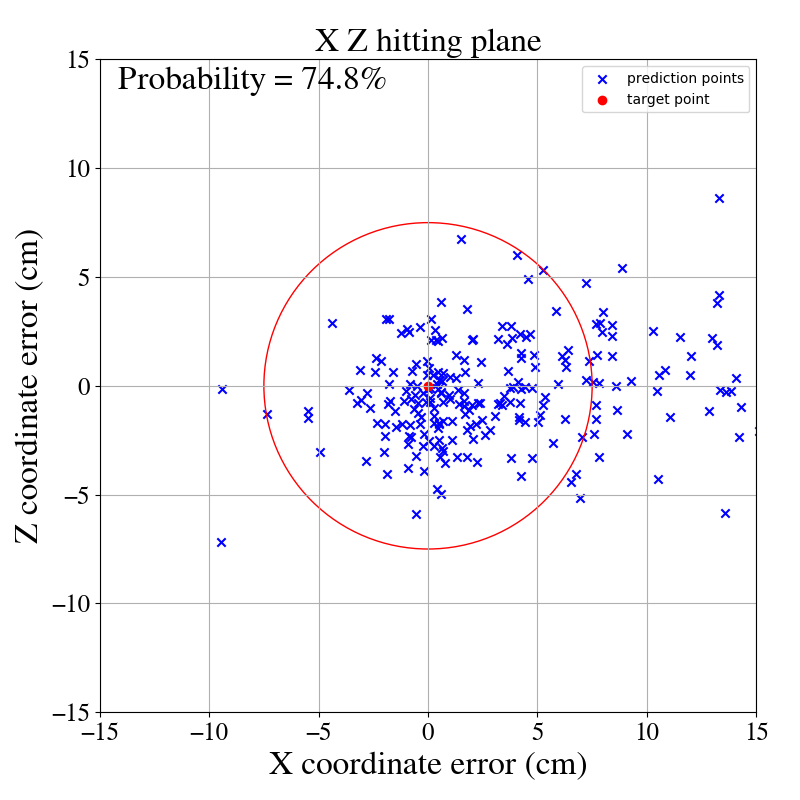 X Z hitting plane
Probability = 74.8%
prediction points
target point
15
10
5
0
−5
−10
−15
Z coordinate error (cm)
−15
−10
−5
0
5
10
15
X coordinate error (cm)